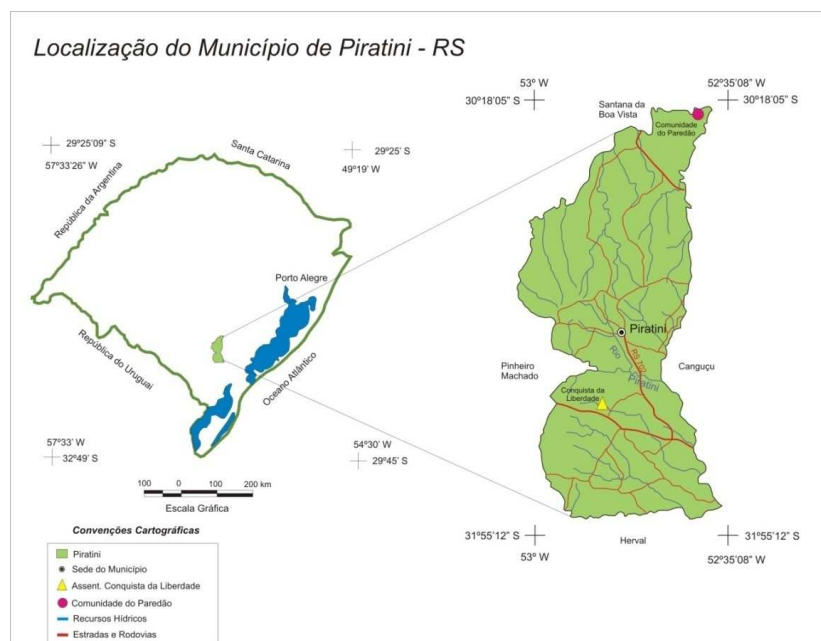 Localização do Município de Piratini - RS
53º W
52º35'08" W
30º18'05" S
30º18'05" S
Santana da
Boa Vista
Comunidade
do Paredão
29º25'09" S
57º33'26" W
Santa Catarina
29º25' S
49º19' W
República da Argentina
Porto Alegre
República do Uruguai
Oceano Atlântico
Piratini
Rio
RS 702
Piratini
Pinheiro
Machado
Canguçu
Conquista da
Liberdade
57º33' W
32º49' S
54º30' W
29º45' S
100 0 100 200 km
Escala Gráfica
31º55'12" S
53º W
Herval
31º55'12" S
52º35'08" W
Convenções Cartográficas
Piratini
Sede do Município
Assent. Conquista da Liberdade
Comunidade do Paredão
Recursos Hídricos
Estradas e Rodovias